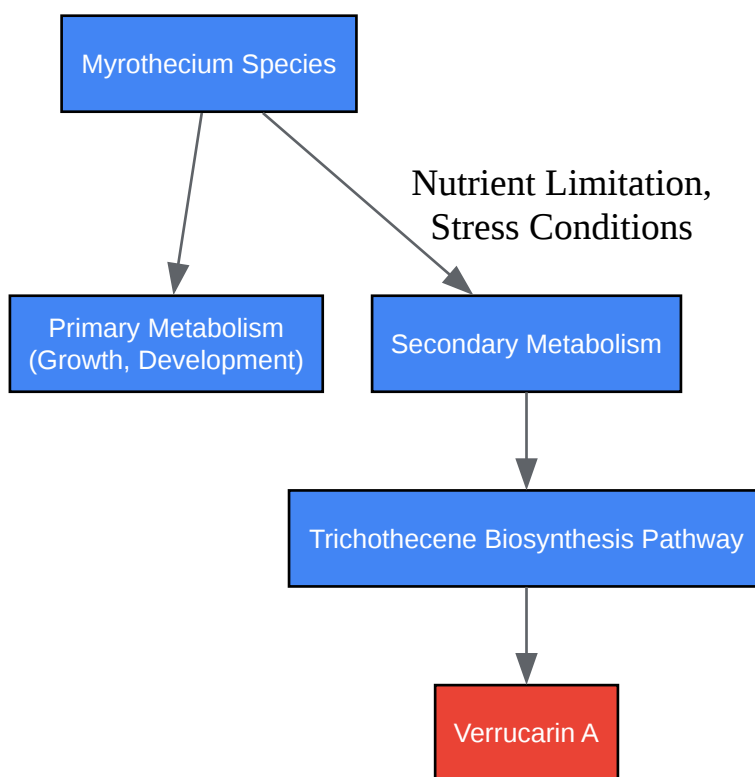 Myrothecium Species
Nutrient Limitation,
Stress Conditions
Primary Metabolism
(Growth, Development)
Secondary Metabolism
Trichothecene Biosynthesis Pathway
Verrucarin A